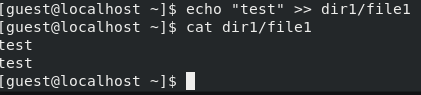 [guest@localhost ~]$ echo "test" >> dir1/file1
[guest@localhost ~]$ cat dir1/file1
test
test
[guest@localhost ~]$